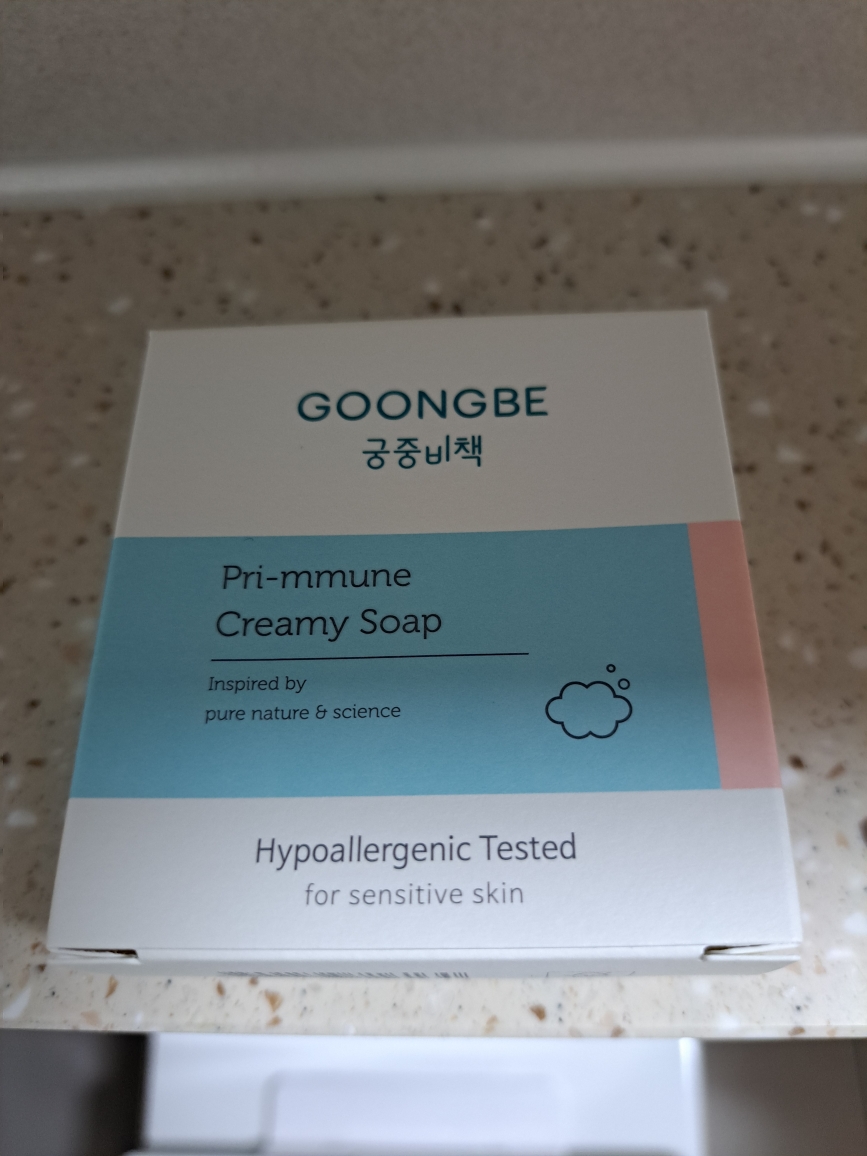 GOONGBE
궁중비책
Pri-mmune
Creamy Soap
Inspired by
pure nature & science
Hypoallergenic Tested
for sensitive skin